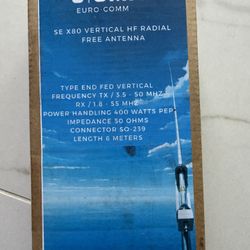 EURO-COMM
SE X80 VERTICAL HF RADIAL
FREE ANTENNA
TYPE END FED VERTICAL
FREQUENCY TX / 3.5 - 50 MHZ
RX / 1.8 - 55 MHZ
POWER HANDLING 400 WATTS PEP
IMPEDANCE 50 OHMS
CONNECTOR SO-239
LENGTH 6 METERS